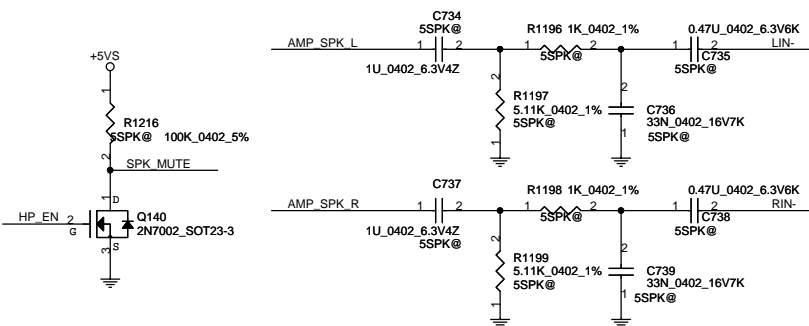 C734
5SPK@
AMP_SPK_L
1
2
1U_0402_6.3V4Z
R1196 1K_0402_1%
1
2
5SPK@
0.47U_0402_6.3V6K
1
2
LIN-
C735
5SPK@
2
R1197
5.11K_0402_1%
5SPK@
1
2
C736
33N_0402_16V7K
1
5SPK@
+5VS
1
R1216
5SPK@ 100K_0402_5%
2
SPK_MUTE
1
D
HP_EN
2
G
Q140
2N7002_SOT23-3
3
S
C737
AMP_SPK_R
1
2
1U_0402_6.3V4Z
5SPK@
R1198 1K_0402_1%
1
2
5SPK@
0.47U_0402_6.3V6K
1
2
RIN-
C738
5SPK@
2
R1199
5.11K_0402_1%
5SPK@
1
2
C739
33N_0402_16V7K
1
5SPK@